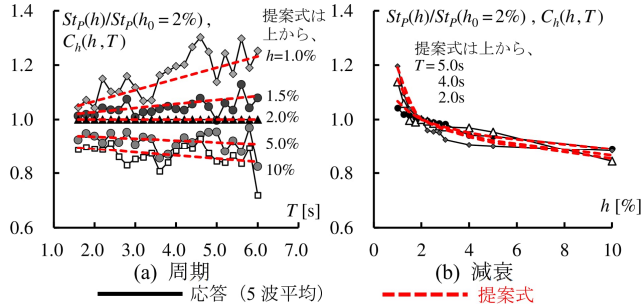 St_P(h)/St_P(h_0 = 2%) ,
C_h(h, T)
提案式は
上から、
h=1.0%
1.5%
2.0%
5.0%
10%
1.4
1.2
1.0
0.8
0.6
T [s]
1.0 2.0 3.0 4.0 5.0 6.0 7.0
(a) 周期
St_P(h)/St_P(h_0 = 2%) , C_h(h, T)
提案式は上から、
T = 5.0s
4.0s
2.0s
1.4
1.2
1.0
0.8
0.6
h [%]
0 2 4 6 8 10
(b) 減衰
応答（5 波平均）
提案式